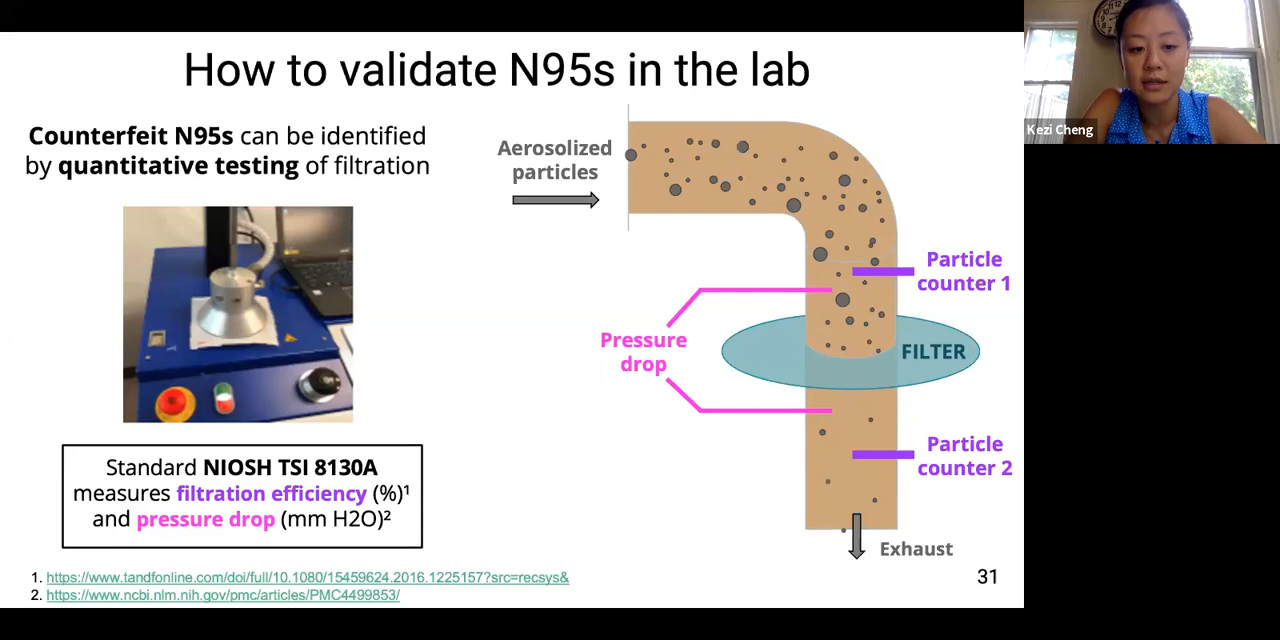 How to validate N95s in the lab
Counterfeit N95s can be identified
by quantitative testing of filtration
Standard NIOSH TSI 8130A
measures filtration efficiency (%)¹
and pressure drop (mm H2O)²
Aerosolized
particles
Particle
counter 1
Pressure
drop
FILTER
Particle
counter 2
Exhaust
1. https://www.tandfonline.com/doi/full/10.1080/15459624.2016.1225157?src=recsys&
2. https://www.ncbi.nlm.nih.gov/pmc/articles/PMC4499853/
31
Kezi Cheng